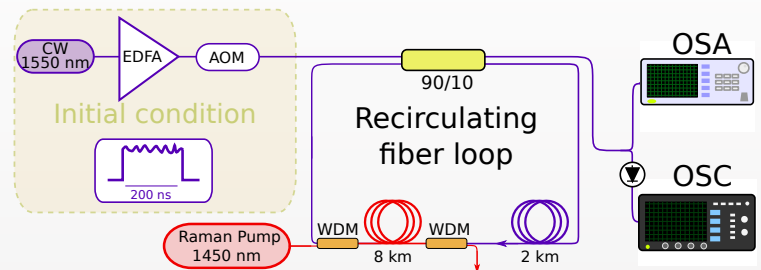 CW
1550 nm
EDFA
AOM
90/10
OSA
Initial condition
Recirculating
fiber loop
200 ns
OSC
Raman Pump
1450 nm
WDM
8 km
WDM
2 km